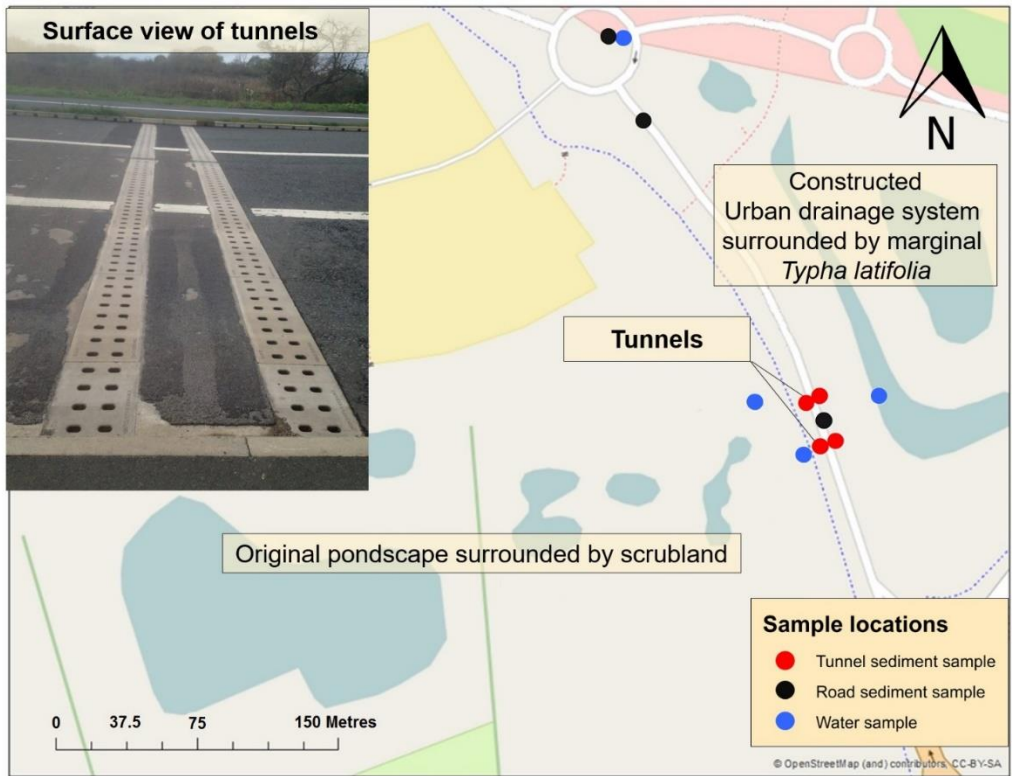 Surface view of tunnels
N
Constructed
Urban drainage system
surrounded by marginal
Typha latifolia
Tunnels
Original pondscape surrounded by scrubland
Sample locations
Tunnel sediment sample
Road sediment sample
Water sample
0 37.5 75 150 Metres
© OpenStreetMap (and) contributors, CC-BY-SA